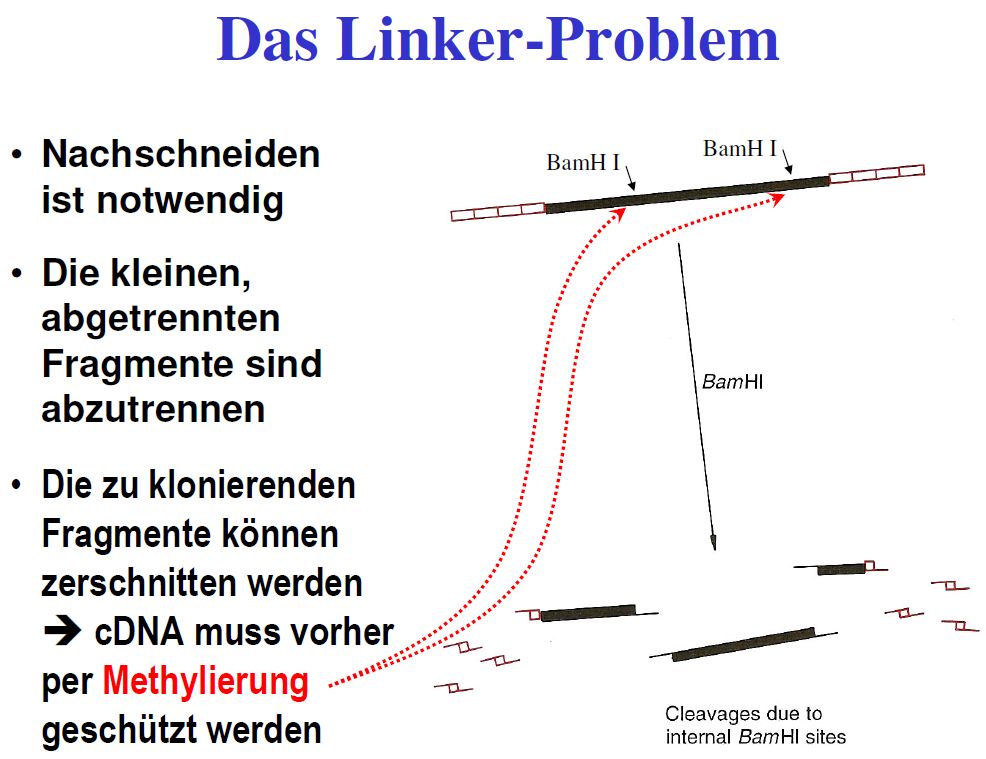 Das Linker-Problem
• Nachschneiden
ist notwendig
• Die kleinen,
abgetrennten
Fragmente sind
abzutrennen
• Die zu klonierenden
Fragmente können
zerschnitten werden
➔ cDNA muss vorher
per Methylierung
geschützt werden
BamH I
BamH I
BamHI
Cleavages due to
internal BamHI sites